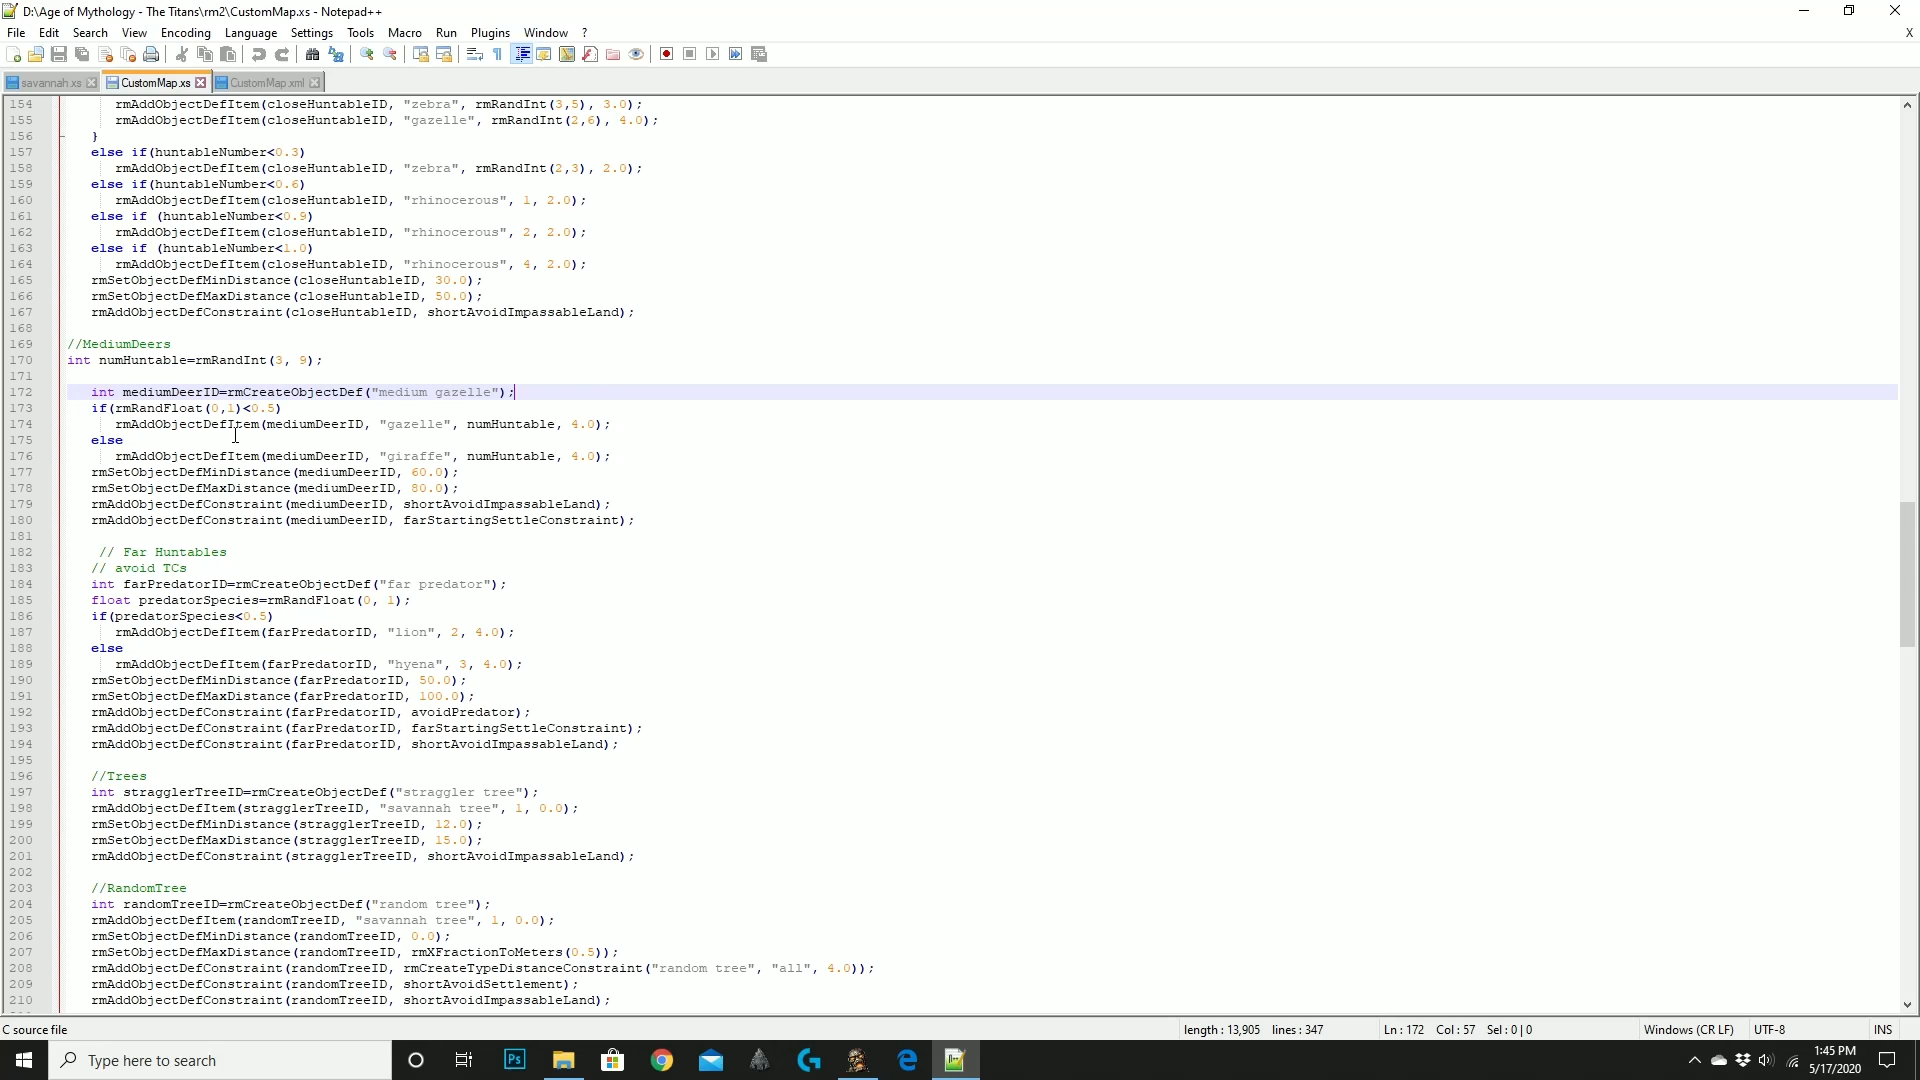 D:\Age of Mythology - The Titans\rm2\CustomMap.xs - Notepad++
File Edit Search View Encoding Language Settings Tools Macro Run Plugins Window ? X
savannah.xs CustomMap.xs CustomMap.xml
154 rmAddObjectDefItem(closeHuntableID, "zebra", rmRandInt(3,5), 3.0);
155 rmAddObjectDefItem(closeHuntableID, "gazelle", rmRandInt(2,6), 4.0);
156 }
157 else if(huntableNumber<0.3)
158 rmAddObjectDefItem(closeHuntableID, "zebra", rmRandInt(2,3), 2.0);
159 else if(huntableNumber<0.6)
160 rmAddObjectDefItem(closeHuntableID, "rhinocerous", 1, 2.0);
161 else if (huntableNumber<0.9)
162 rmAddObjectDefItem(closeHuntableID, "rhinocerous", 2, 2.0);
163 else if (huntableNumber<1.0)
164 rmAddObjectDefItem(closeHuntableID, "rhinocerous", 4, 2.0);
165 rmSetObjectDefMinDistance(closeHuntableID, 30.0);
166 rmSetObjectDefMaxDistance(closeHuntableID, 50.0);
167 rmAddObjectDefConstraint(closeHuntableID, shortAvoidImpassableLand);
168
169 //MediumDeers
170 int numHuntable=rmRandInt(3, 9);
171
172 int mediumDeerID=rmCreateObjectDef("medium gazelle");
173 if(rmRandFloat(0,1)<0.5)
174 rmAddObjectDefItem(mediumDeerID, "gazelle", numHuntable, 4.0);
175 else
176 rmAddObjectDefItem(mediumDeerID, "giraffe", numHuntable, 4.0);
177 rmSetObjectDefMinDistance(mediumDeerID, 60.0);
178 rmSetObjectDefMaxDistance(mediumDeerID, 80.0);
179 rmAddObjectDefConstraint(mediumDeerID, shortAvoidImpassableLand);
180 rmAddObjectDefConstraint(mediumDeerID, farStartingSettleConstraint);
181
182 // Far Huntables
183 // avoid TCs
184 int farPredatorID=rmCreateObjectDef("far predator");
185 float predatorSpecies=rmRandFloat(0, 1);
186 if(predatorSpecies<0.5)
187 rmAddObjectDefItem(farPredatorID, "lion", 2, 4.0);
188 else
189 rmAddObjectDefItem(farPredatorID, "hyena", 3, 4.0);
190 rmSetObjectDefMinDistance(farPredatorID, 50.0);
191 rmSetObjectDefMaxDistance(farPredatorID, 100.0);
192 rmAddObjectDefConstraint(farPredatorID, avoidPredator);
193 rmAddObjectDefConstraint(farPredatorID, farStartingSettleConstraint);
194 rmAddObjectDefConstraint(farPredatorID, shortAvoidImpassableLand);
195
196 //Trees
197 int stragglerTreeID=rmCreateObjectDef("straggler tree");
198 rmAddObjectDefItem(stragglerTreeID, "savannah tree", 1, 0.0);
199 rmSetObjectDefMinDistance(stragglerTreeID, 12.0);
200 rmSetObjectDefMaxDistance(stragglerTreeID, 15.0);
201 rmAddObjectDefConstraint(stragglerTreeID, shortAvoidImpassableLand);
202
203 //RandomTree
204 int randomTreeID=rmCreateObjectDef("random tree");
205 rmAddObjectDefItem(randomTreeID, "savannah tree", 1, 0.0);
206 rmSetObjectDefMinDistance(randomTreeID, 0.0);
207 rmSetObjectDefMaxDistance(randomTreeID, rmXFractionToMeters(0.5));
208 rmAddObjectDefConstraint(randomTreeID, rmCreateTypeDistanceConstraint("random tree", "all", 4.0));
209 rmAddObjectDefConstraint(randomTreeID, shortAvoidSettlement);
210 rmAddObjectDefConstraint(randomTreeID, shortAvoidImpassableLand);
C source file length : 13,905 lines : 347 Ln : 172 Col : 57 Sel : 0 | 0 Windows (CR LF) UTF-8 INS
Type here to search Ps 1:45 PM
5/17/2020